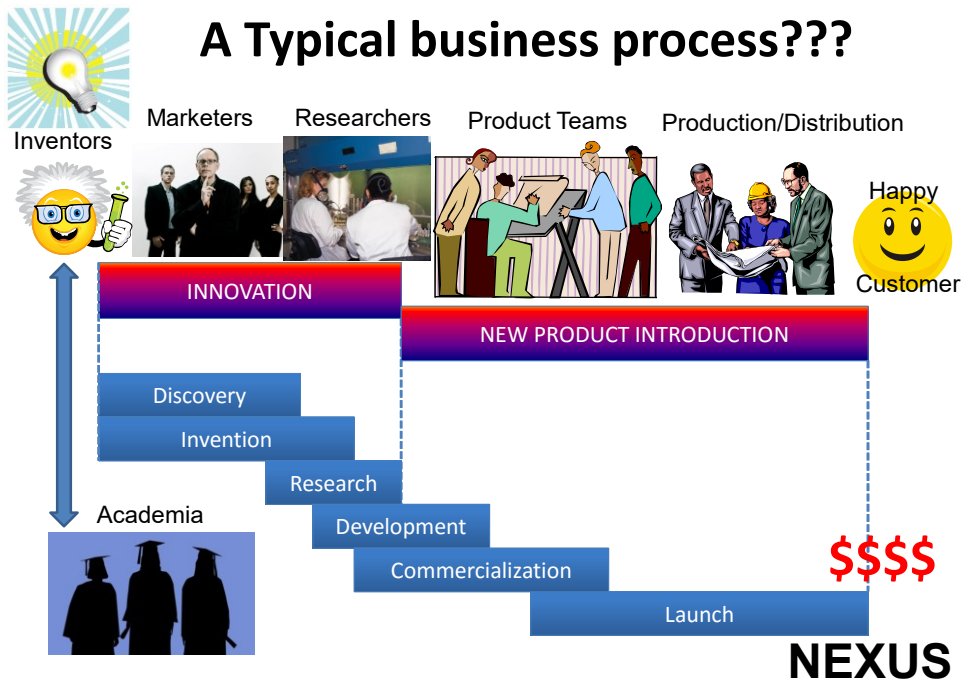 A Typical business process???
Inventors
Marketers
Researchers
Product Teams
Production/Distribution
Happy
Customer
INNOVATION
NEW PRODUCT INTRODUCTION
Discovery
Invention
Research
Academia
Development
Commercialization
$$$$
Launch
NEXUS